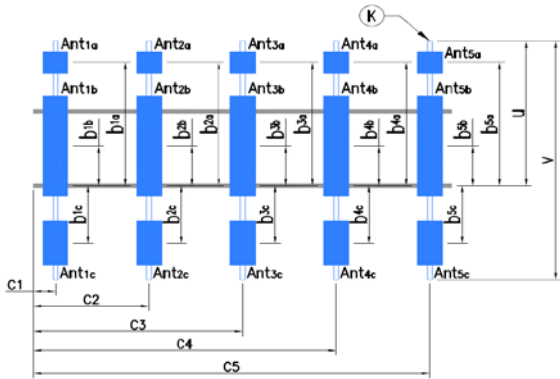 K
Ant1a Ant2a Ant3a Ant4a Ant5a
Ant1b Ant2b Ant3b Ant4b Ant5b
b1b b1a b2b b2a b3b b3a b4b b4a b5b b5a u v
b1c b2c b3c b4c b5c
Ant1c Ant2c Ant3c Ant4c Ant5c
C1
C2
C3
C4
C5